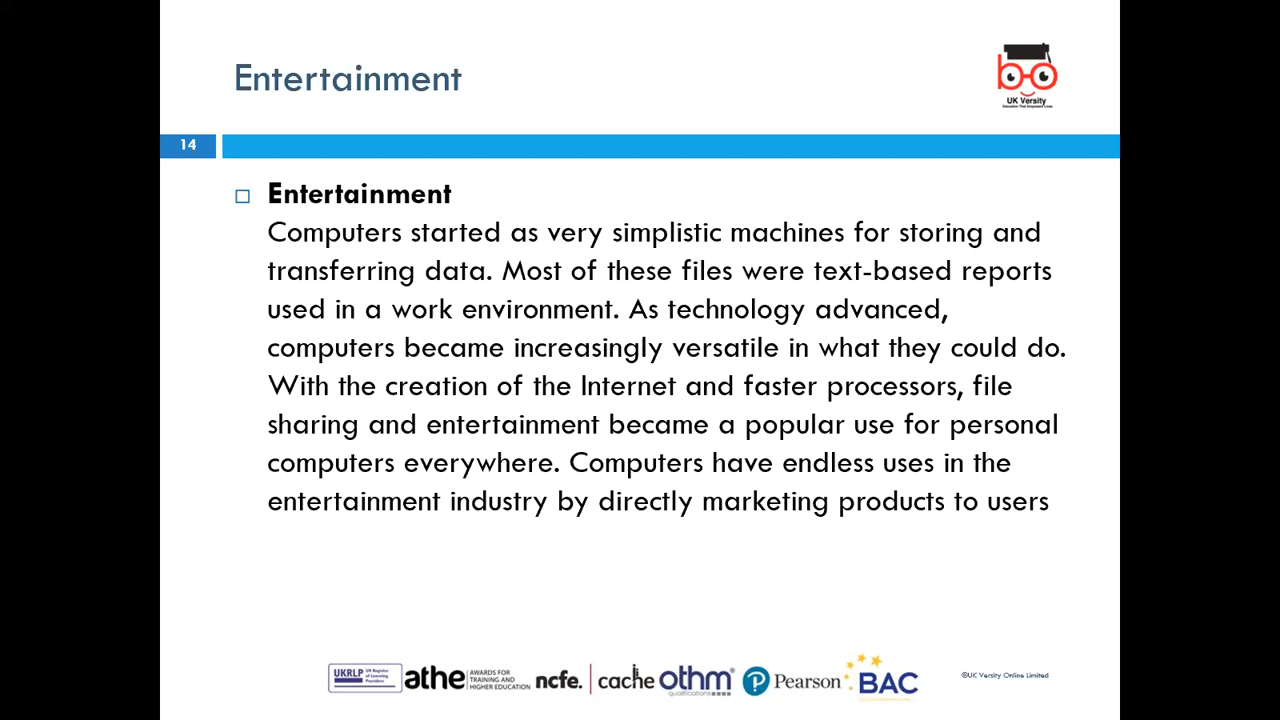 Entertainment
UK Versity
14
Entertainment
Computers started as very simplistic machines for storing and
transferring data. Most of these files were text-based reports
used in a work environment. As technology advanced,
computers became increasingly versatile in what they could do.
With the creation of the Internet and faster processors, file
sharing and entertainment became a popular use for personal
computers everywhere. Computers have endless uses in the
entertainment industry by directly marketing products to users
UKRLP UK Register of Learning Providers
athe AWARDS FOR TRAINING AND HIGHER EDUCATION
ncfe.
cache
othm qualifications
Pearson
BAC
©UK Versity Online Limited